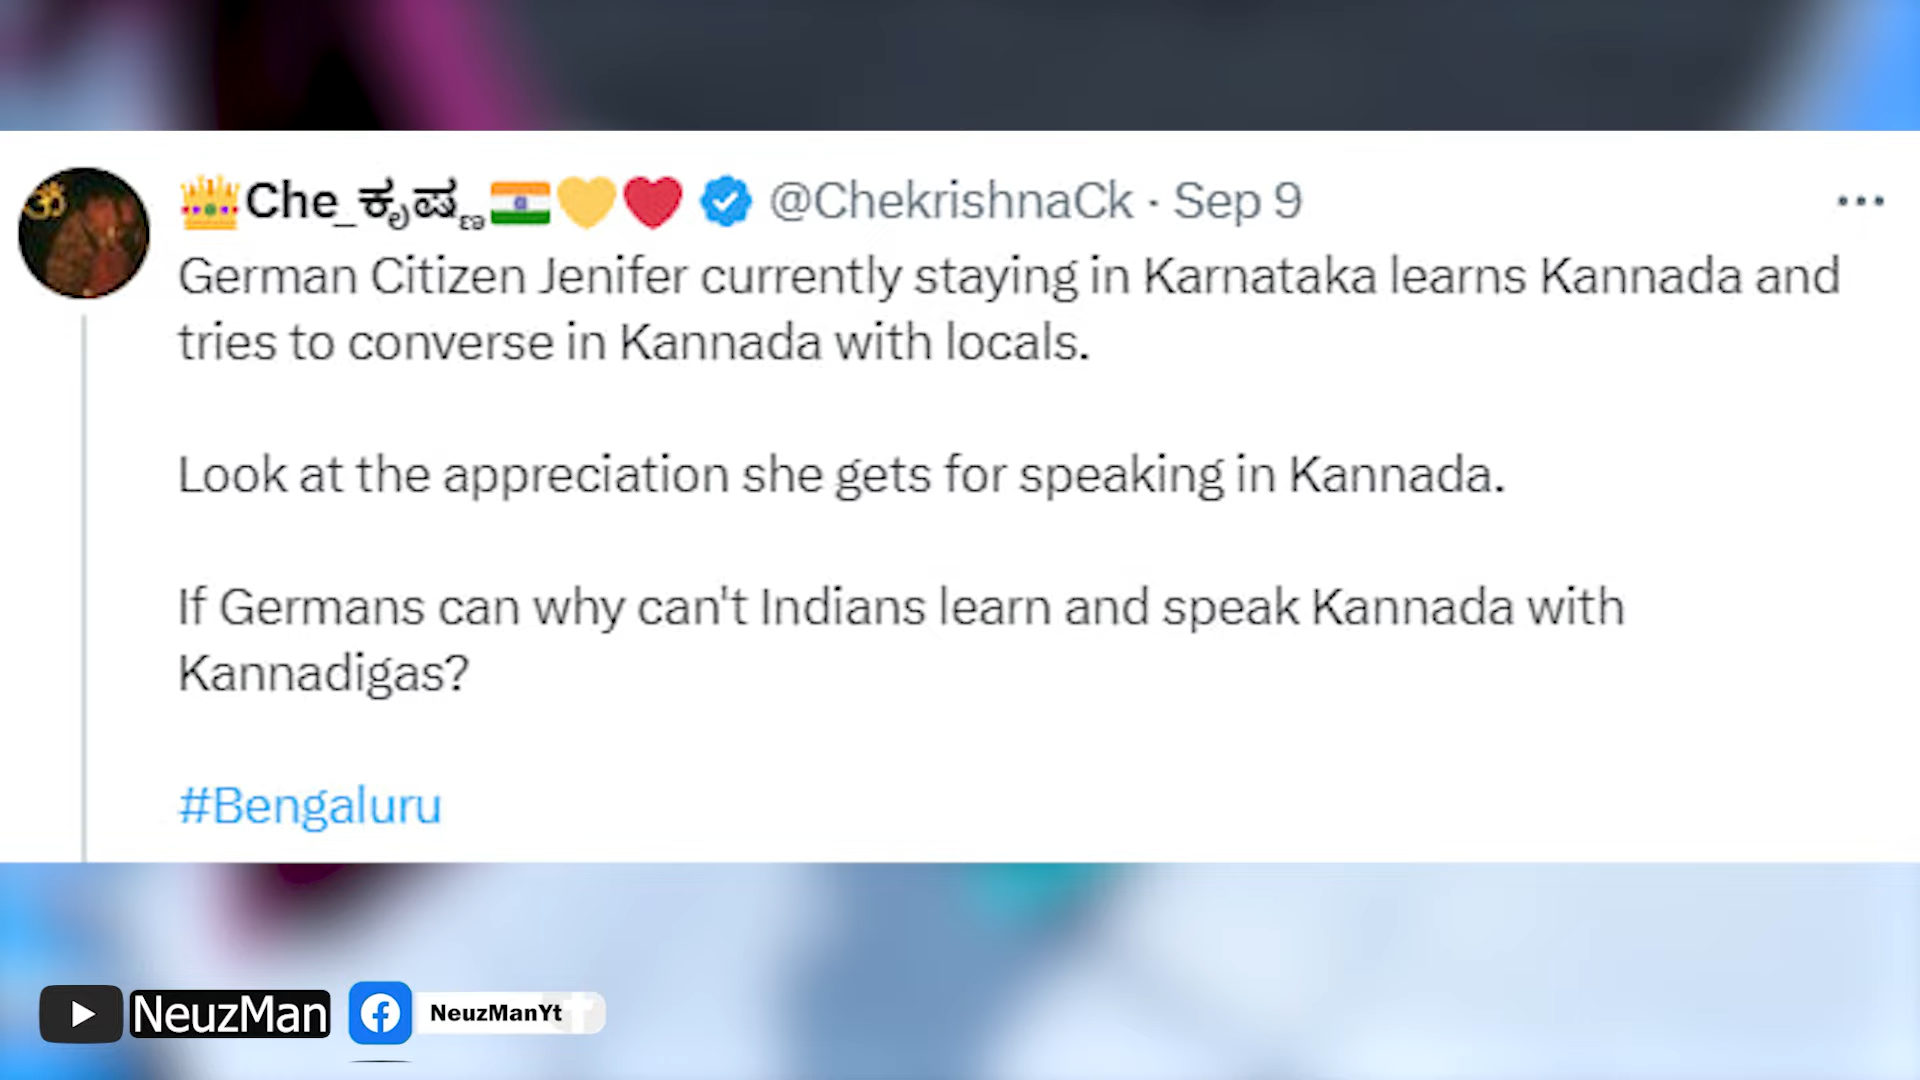 👑Che_ಕೃಷ್ಣ🇮🇳💛❤️ @ChekrishnaCk · Sep 9
German Citizen Jenifer currently staying in Karnataka learns Kannada and
tries to converse in Kannada with locals.
Look at the appreciation she gets for speaking in Kannada.
If Germans can why can't Indians learn and speak Kannada with
Kannadigas?
#Bengaluru
NeuzMan NeuzManYt